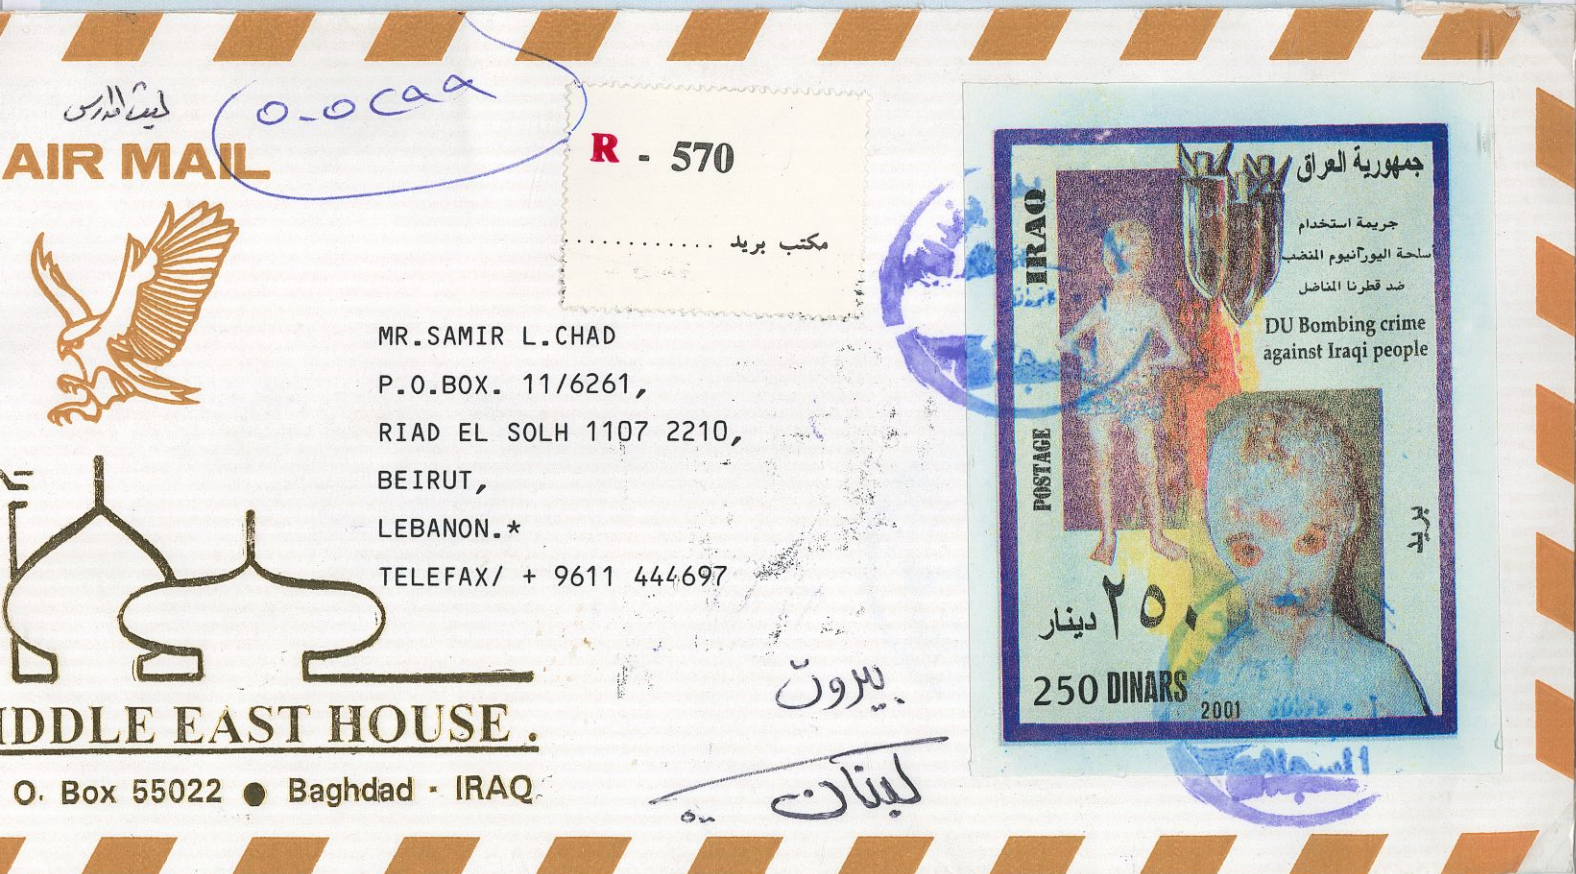 AIR MAIL
R - 570
مكتب بريد ............
MR.SAMIR L.CHAD
P.O.BOX. 11/6261,
RIAD EL SOLH 1107 2210,
BEIRUT,
LEBANON.*
TELEFAX/ + 9611 444697
بيروت
لبنان
IDDLE EAST HOUSE .
O. Box 55022 ● Baghdad - IRAQ
جمهورية العراق
IRAQ
جريمة استخدام
أسلحة اليورآنيوم المنضب
ضد قطرنا المناضل
DU Bombing crime
against Iraqi people
POSTAGE
بريد
٢٥٠ دينار
250 DINARS
2001